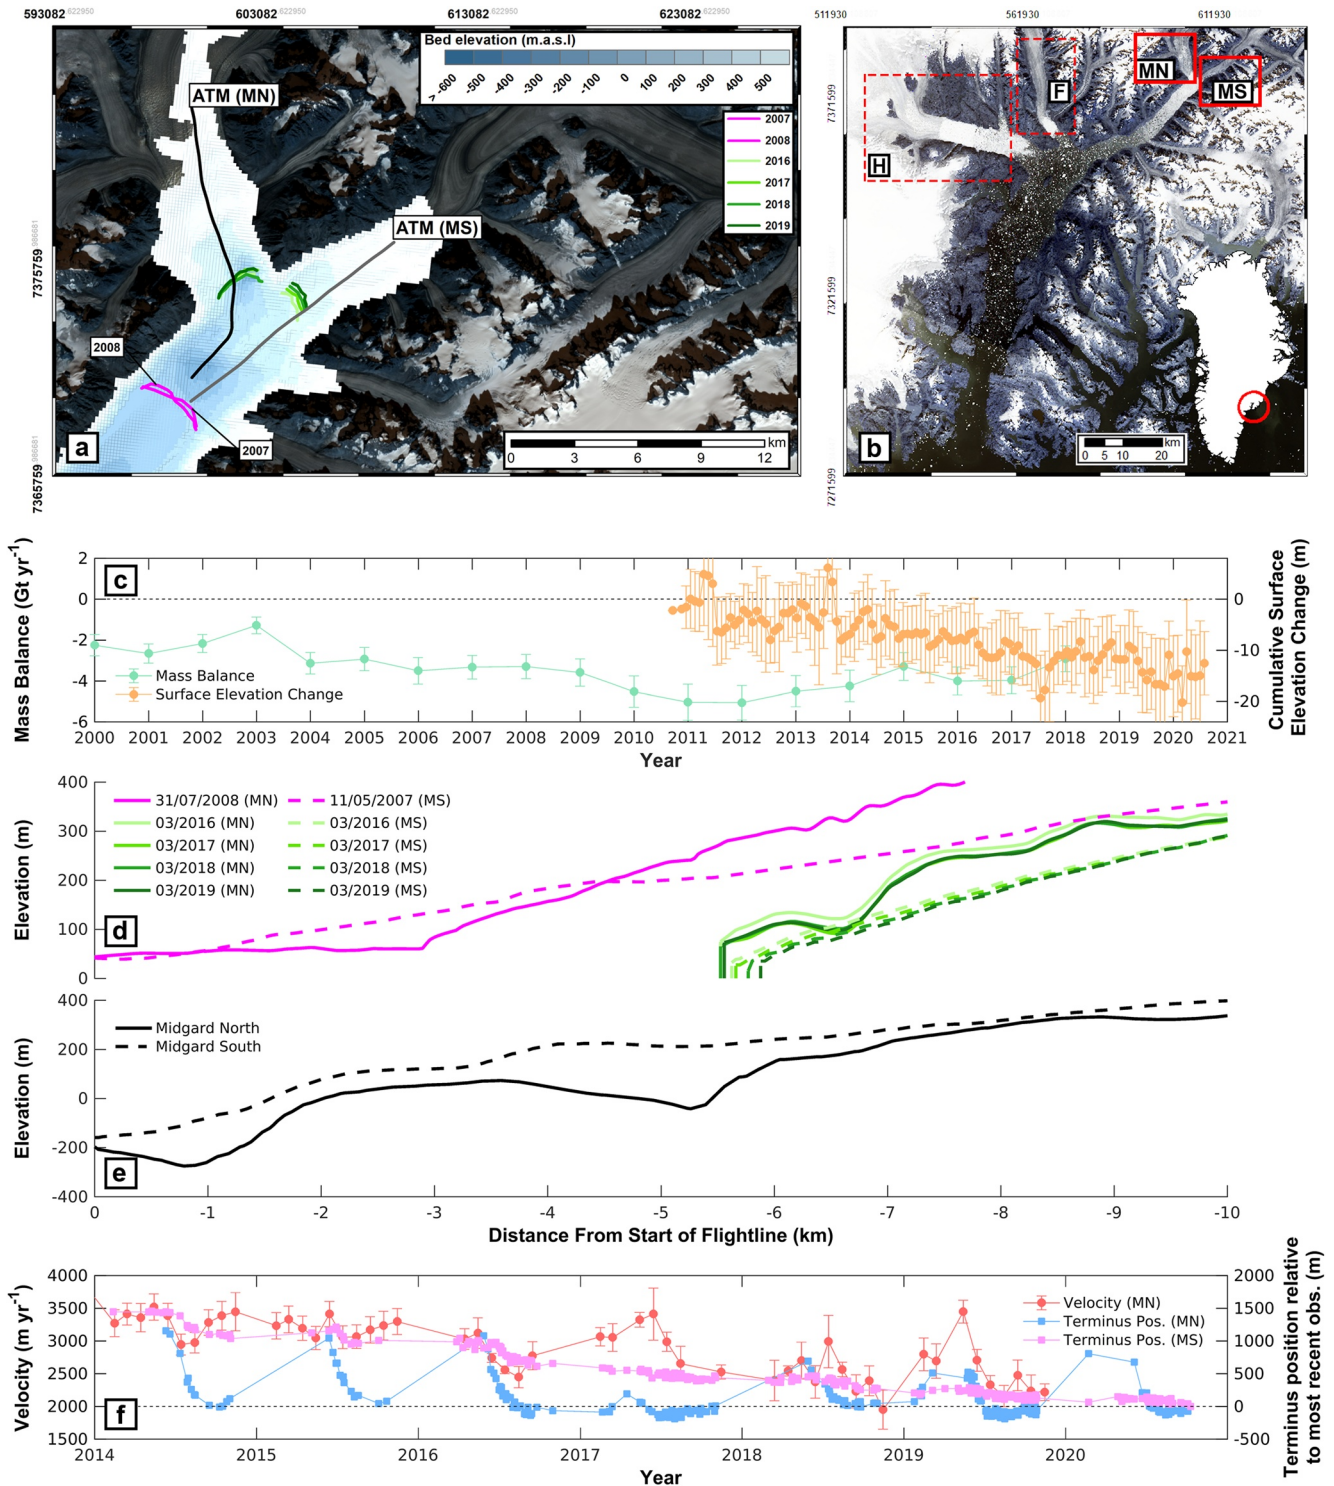 593082.622950 603082.622950 613082.622950 623082.622950
7375759.986681
7365759.986681
Bed elevation (m.a.s.l)
> -600 -500 -400 -300 -200 -100 0 100 200 300 400 500
2007
2008
2016
2017
2018
2019
ATM (MN)
ATM (MS)
2008
2007
a
km
0 3 6 9 12
511930 561930 611930
7371599
7321599
7271599
MN
MS
F
H
b
km
0 5 10 20
c
Mass Balance (Gt yr-1)
2
0
-2
-4
-6
Mass Balance
Surface Elevation Change
0
-10
-20
Cumulative Surface
Elevation Change (m)
2000 2001 2002 2003 2004 2005 2006 2007 2008 2009 2010 2011 2012 2013 2014 2015 2016 2017 2018 2019 2020 2021
Year
Elevation (m)
400
300
200
100
0
31/07/2008 (MN) 11/05/2007 (MS)
03/2016 (MN) 03/2016 (MS)
03/2017 (MN) 03/2017 (MS)
03/2018 (MN) 03/2018 (MS)
03/2019 (MN) 03/2019 (MS)
d
Elevation (m)
400
200
0
-200
-400
Midgard North
Midgard South
e
0 -1 -2 -3 -4 -5 -6 -7 -8 -9 -10
Distance From Start of Flightline (km)
Velocity (m yr-1)
4000
3500
3000
2500
2000
1500
Velocity (MN)
Terminus Pos. (MN)
Terminus Pos. (MS)
f
2000
1500
1000
500
0
-500
Terminus position relative
to most recent obs. (m)
2014 2015 2016 2017 2018 2019 2020
Year